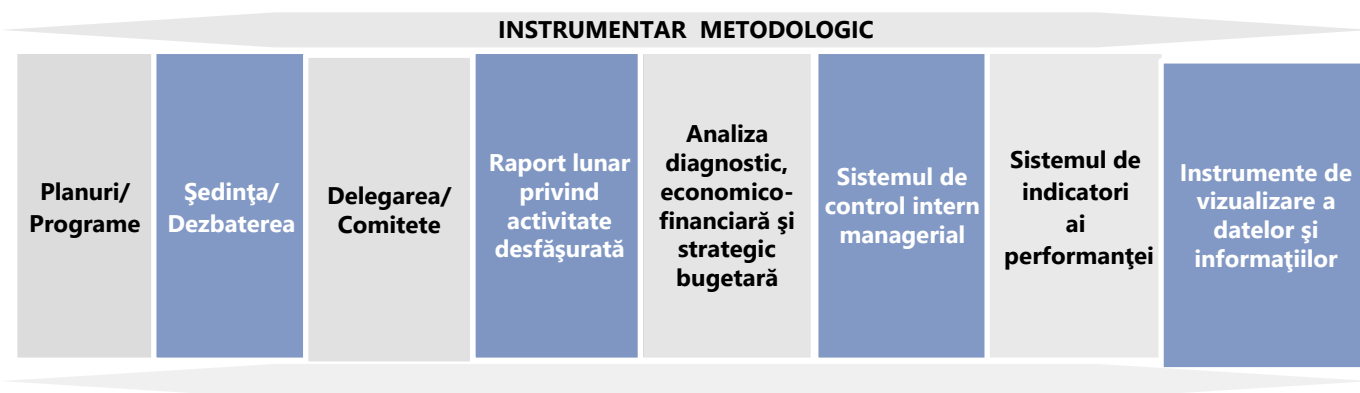 INSTRUMENTAR METODOLOGIC
Planuri/
Programe
Şedinţa/
Dezbaterea
Delegarea/
Comitete
Raport lunar
privind
activitate
desfăşurată
Analiza
diagnostic,
economico-
financiară şi
strategic
bugetară
Sistemul de
control intern
managerial
Sistemul de
indicatori
ai
performanţei
Instrumente de
vizualizare a
datelor şi
informaţiilor